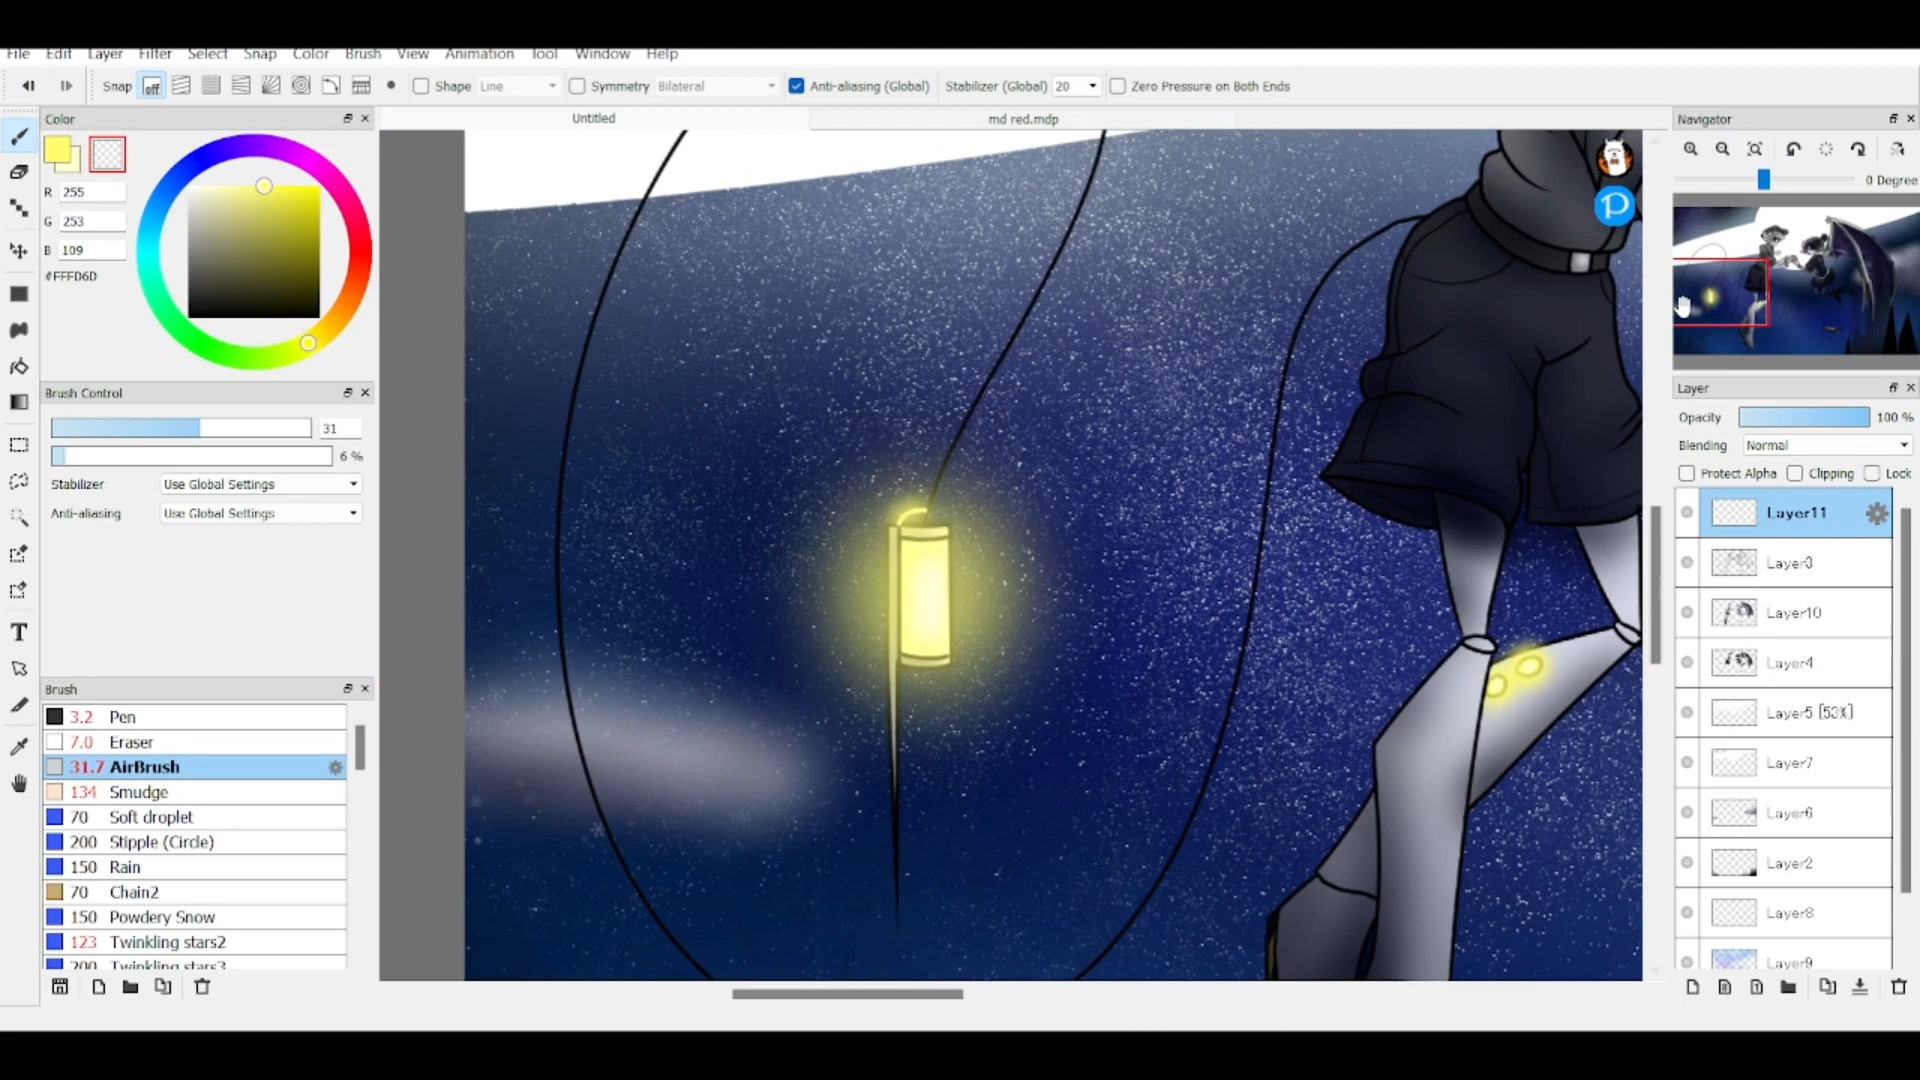 File Edit Layer Filter Select Snap Color Brush View Animation Tool Window Help
Snap off Shape Line Symmetry Bilateral Anti-aliasing (Global) Stabilizer (Global) 20 Zero Pressure on Both Ends
Color
R 255
G 253
B 109
#FFFD6D
Brush Control
31
6 %
Stabilizer Use Global Settings
Anti-aliasing Use Global Settings
Brush
3.2 Pen
7.0 Eraser
31.7 AirBrush
134 Smudge
70 Soft droplet
200 Stipple (Circle)
150 Rain
70 Chain2
150 Powdery Snow
123 Twinkling stars2
200 Twinkling stars3
T
Untitled
md red.mdp
P
Navigator
0 Degree
Layer
Opacity 100 %
Blending Normal
Protect Alpha Clipping Lock
Layer11
Layer3
Layer10
Layer4
Layer5 [53%]
Layer7
Layer6
Layer2
Layer8
Layer9